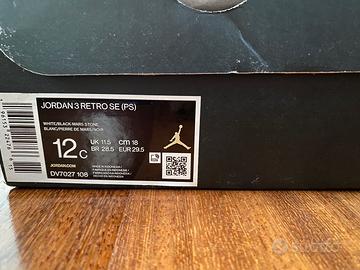 JORDAN 3 RETRO SE (PS)
WHITE/BLACK-MARS STONE
BLANC/PIERRE DE MARS/NOIR
12C UK 11.5 CM 18
BR 28.5 EUR 29.5
JORDAN.COM
DV7027 108
MADE IN INDONESIA
subito